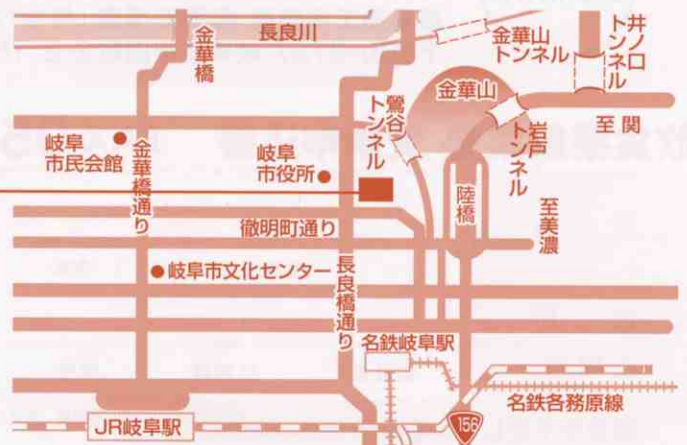 長良川
金華橋
金華山
トンネル
井ノ口
トンネル
金華山
鶯谷
トンネル
岩戸
トンネル
至関
岐阜
市民会館
金華橋通り
岐阜
市役所
陸橋
至美濃
徹明町通り
岐阜市文化センター
長良橋通り
名鉄岐阜駅
名鉄各務原線
JR岐阜駅
156